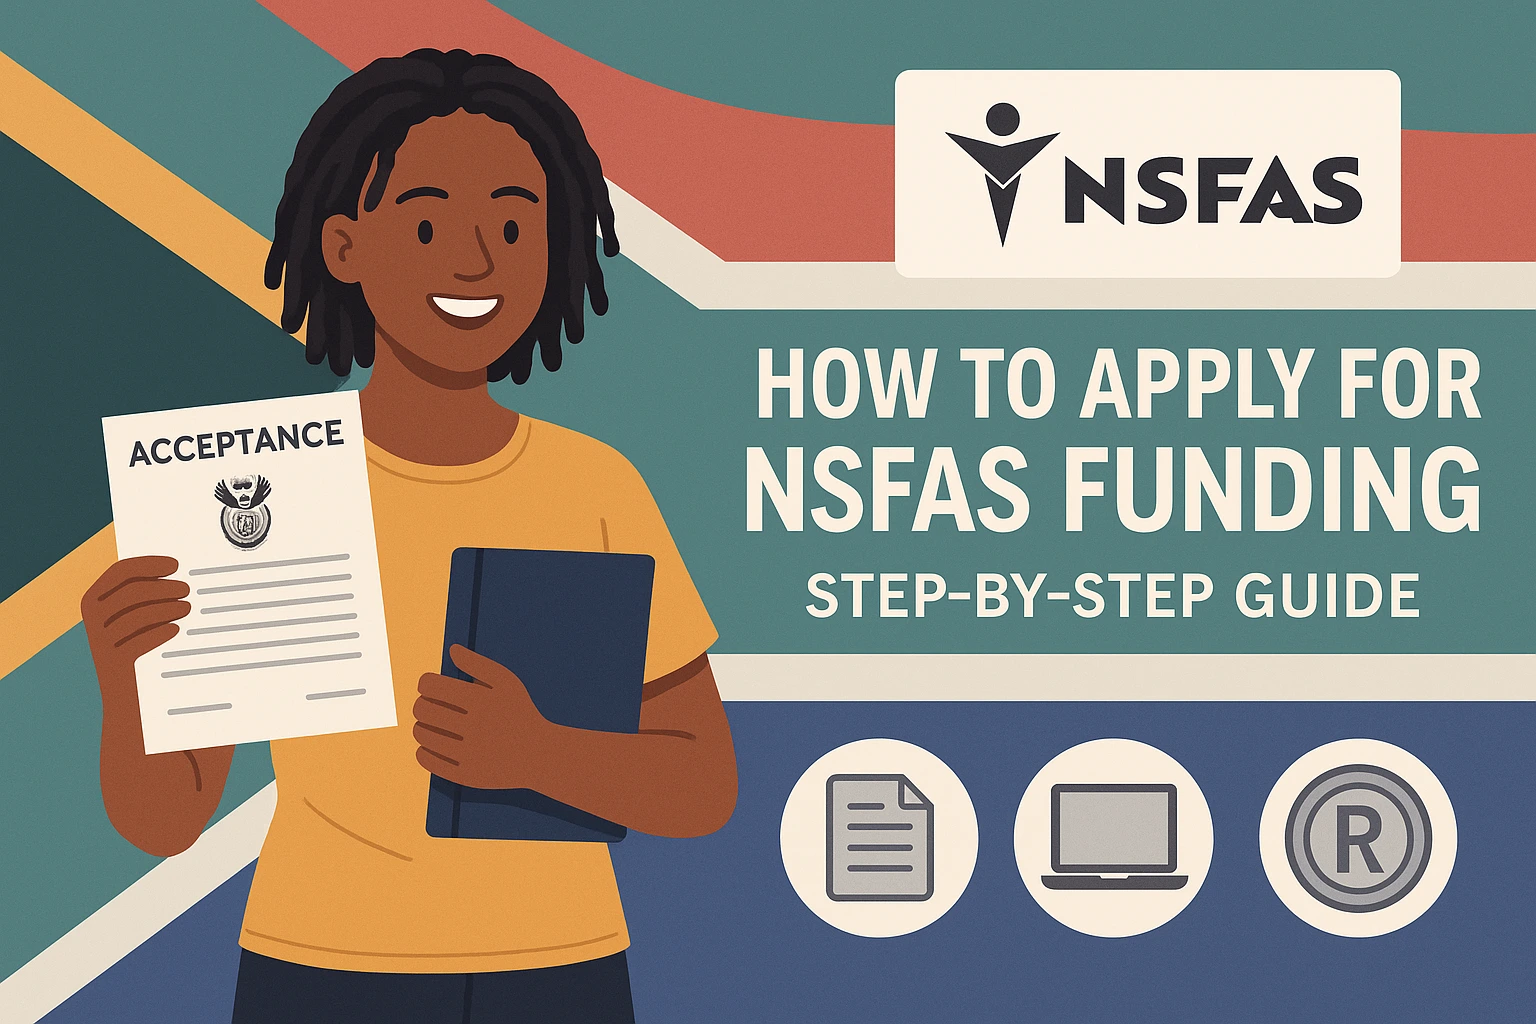 NSFAS
HOW TO APPLY FOR
NSFAS FUNDING
STEP-BY-STEP GUIDE
ACCEPTANCE
R